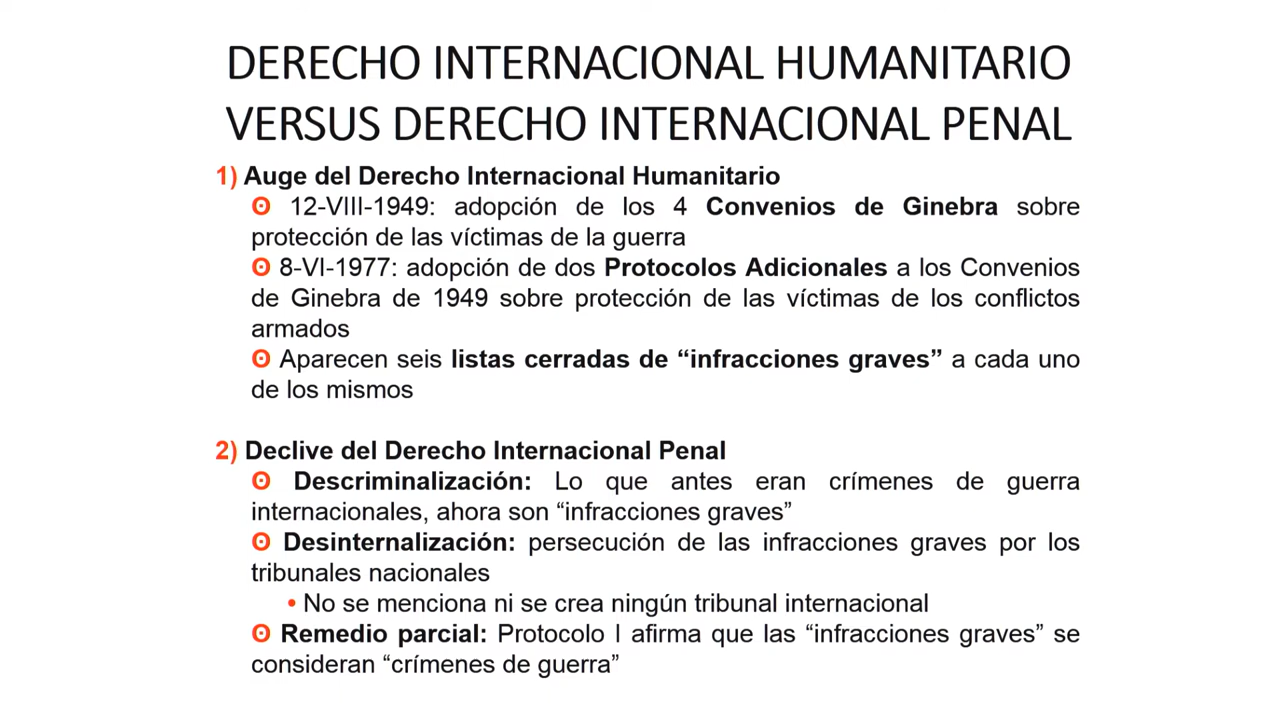 DERECHO INTERNACIONAL HUMANITARIO
VERSUS DERECHO INTERNACIONAL PENAL
1) Auge del Derecho Internacional Humanitario
ʘ 12-VIII-1949: adopción de los 4 Convenios de Ginebra sobre
protección de las víctimas de la guerra
ʘ 8-VI-1977: adopción de dos Protocolos Adicionales a los Convenios
de Ginebra de 1949 sobre protección de las víctimas de los conflictos
armados
ʘ Aparecen seis listas cerradas de “infracciones graves” a cada uno
de los mismos
2) Declive del Derecho Internacional Penal
ʘ Descriminalización: Lo que antes eran crímenes de guerra
internacionales, ahora son “infracciones graves”
ʘ Desinternalización: persecución de las infracciones graves por los
tribunales nacionales
• No se menciona ni se crea ningún tribunal internacional
ʘ Remedio parcial: Protocolo I afirma que las “infracciones graves” se
consideran “crímenes de guerra”